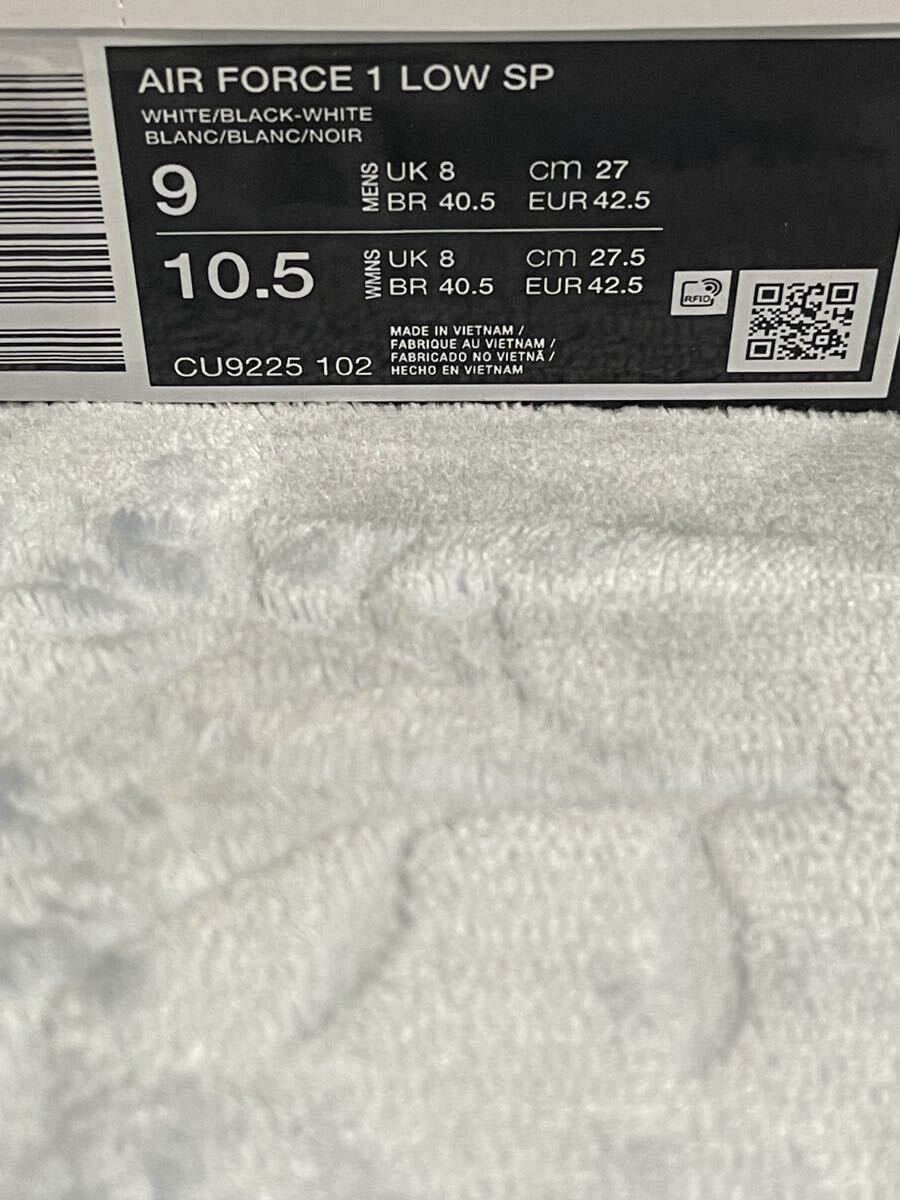 AIR FORCE 1 LOW SP
WHITE/BLACK-WHITE
BLANC/BLANC/NOIR
9 MENS UK 8 cm 27
BR 40.5 EUR 42.5
10.5 WMNS UK 8 cm 27.5
BR 40.5 EUR 42.5
RFID
CU9225 102
MADE IN VIETNAM /
FABRIQUE AU VIETNAM /
FABRICADO NO VIETNÃ /
HECHO EN VIETNAM